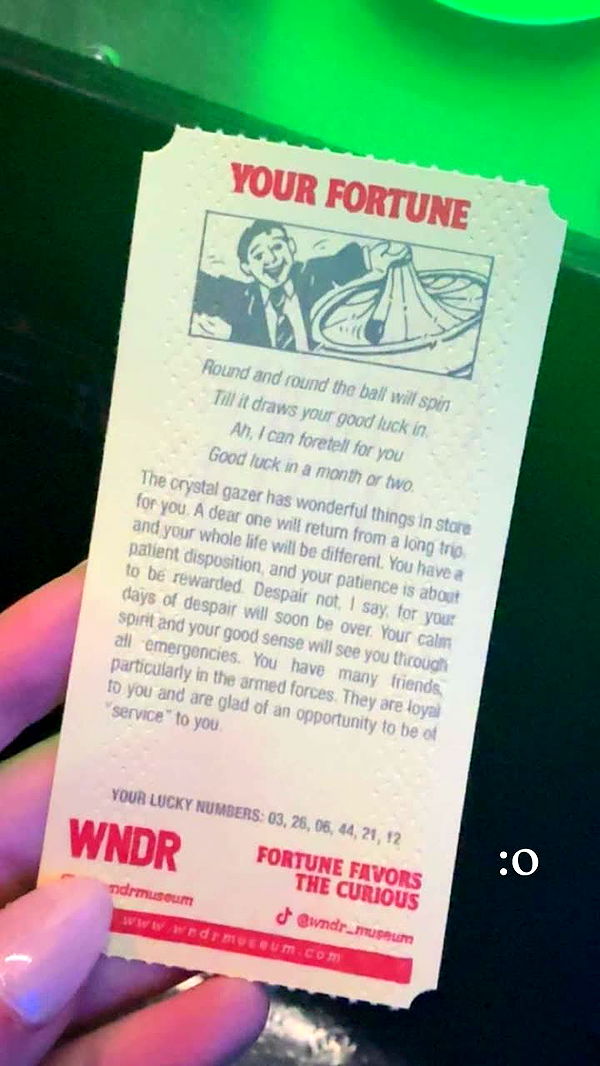 YOUR FORTUNE
Round and round the ball will spin
Till it draws your good luck in.
Ah, I can foretell for you
Good luck in a month or two.
The crystal gazer has wonderful things in store
for you. A dear one will return from a long trip,
and your whole life will be different. You have a
patient disposition, and your patience is about
to be rewarded. Despair not, I say, for your
days of despair will soon be over. Your calm
spirit and your good sense will see you through
all emergencies. You have many friends,
particularly in the armed forces. They are loyal
to you and are glad of an opportunity to be of
"service" to you.
YOUR LUCKY NUMBERS: 03, 26, 06, 44, 21, 12
WNDR
FORTUNE FAVORS
THE CURIOUS
:o
ndrmuseum
@wndr_museum
www.wndrmuseum.com